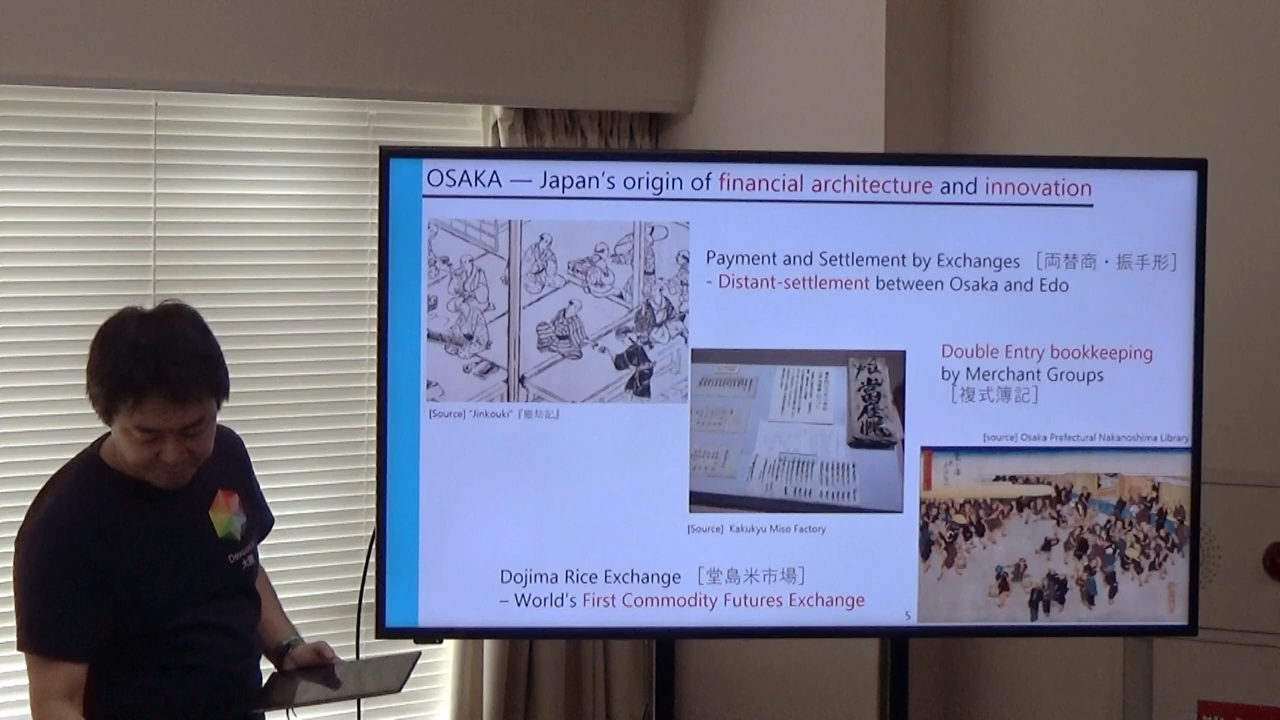 OSAKA — Japan's origin of financial architecture and innovation
Payment and Settlement by Exchanges ［両替商・振手形］
- Distant-settlement between Osaka and Edo
[Source] "Jinkouki"『塵劫記』
Double Entry bookkeeping
by Merchant Groups
［複式簿記］
[source] Osaka Prefectural Nakanoshima Library
[Source] Kakukyu Miso Factory
Dojima Rice Exchange ［堂島米市場］
– World's First Commodity Futures Exchange
5